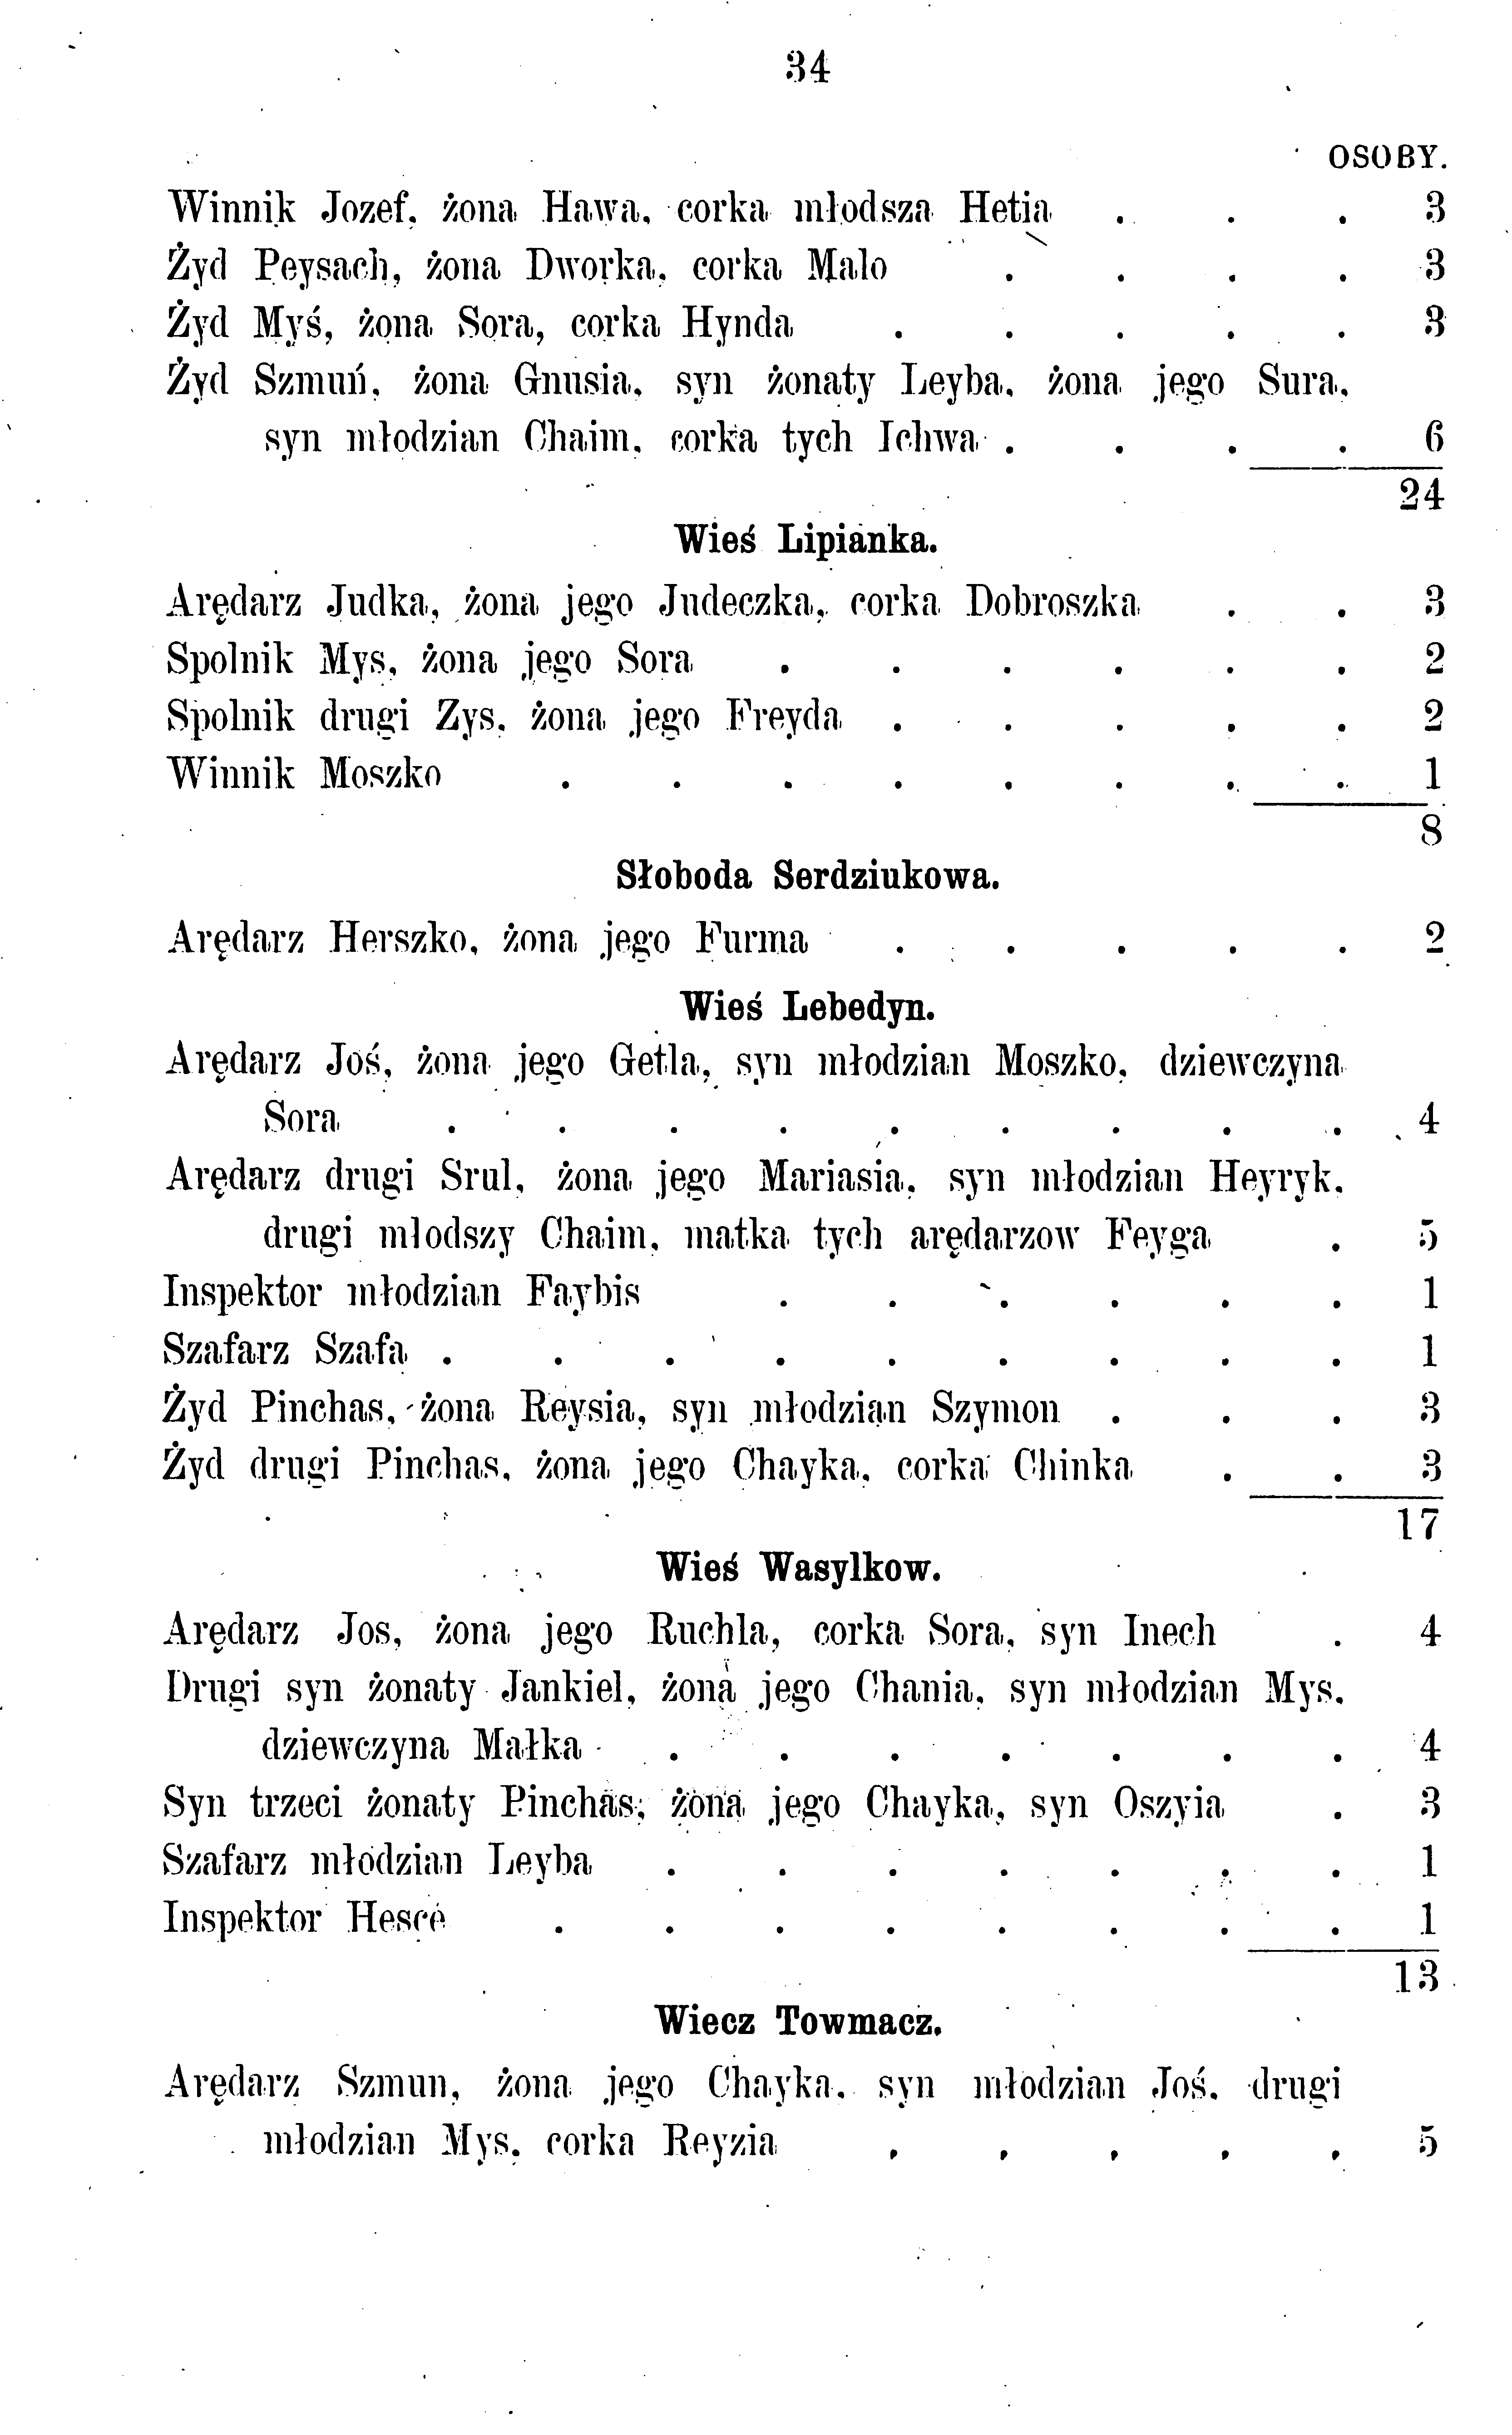 34
OSOBY.
Winnik Jozef, żona Hawa, corka młodsza Hetia . . . 3
Żyd Peysach, żona Dworka, corka Malo . . . . 3
Żyd Myś, żona Sora, corka Hynda . . . . . 3
Żyd Szmuń, żona Gnusia, syn żonaty Leyba, żona jego Sura,
syn młodzian Chaim, corka tych Ichwa . . . . 6
24
Wieś Lipianka.
Arędarz Judka, żona jego Judeczka, corka Dobroszka . . 3
Spolnik Mys, żona jego Sora . . . . . . 2
Spolnik drugi Zys, żona jego Freyda . . . . . 2
Winnik Moszko . . . . . . . . 1
8
Słoboda Serdziukowa.
Arędarz Herszko, żona jego Furma . . . . . 2
Wieś Lebedyn.
Arędarz Joś, żona jego Getla, syn młodzian Moszko, dziewczyna
Sora . . . . . . . . . 4
Arędarz drugi Srul, żona jego Mariasia, syn młodzian Heyryk,
drugi młodszy Chaim, matka tych arędarzow Feyga . 5
Inspektor młodzian Faybis . . . . . . 1
Szafarz Szafa . . . . . . . . . 1
Żyd Pinchas, żona Reysia, syn młodzian Szymon . . . 3
Żyd drugi Pinchas, żona jego Chayka, corka Chinka . . 3
17
Wieś Wasylkow.
Arędarz Jos, żona jego Ruchla, corka Sora, syn Inech . 4
Drugi syn żonaty Jankiel, żona jego Chania, syn młodzian Mys,
dziewczyna Małka . . . . . . . 4
Syn trzeci żonaty Pinchas, żona jego Chayka, syn Oszyia . 3
Szafarz młodzian Leyba . . . . . . . 1
Inspektor Hesce . . . . . . . . 1
13
Wiecz Towmacz.
Arędarz Szmun, żona jego Chayka, syn młodzian Joś, drugi
młodzian Mys, corka Reyzia . . . . . 5